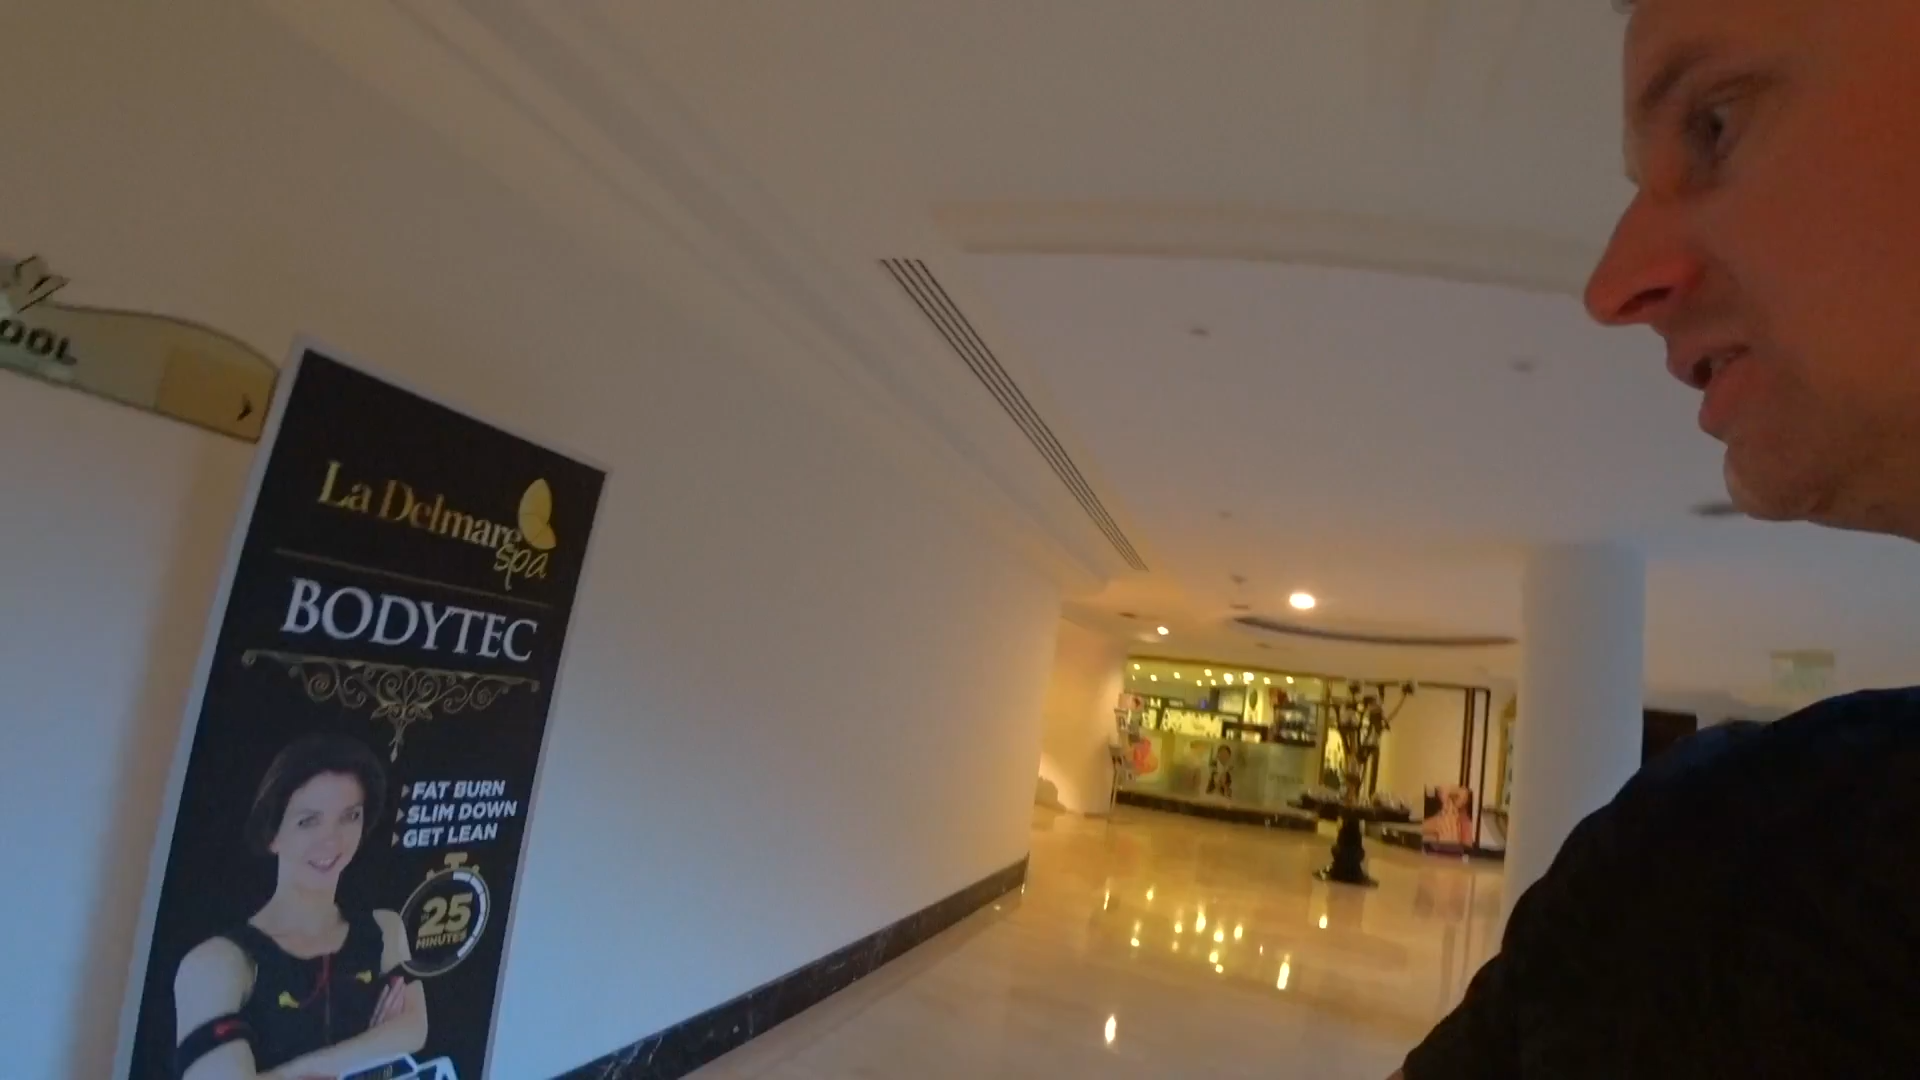 OOL
La Delmare
spa
BODYTEC
FAT BURN
SLIM DOWN
GET LEAN
25
MINUTES